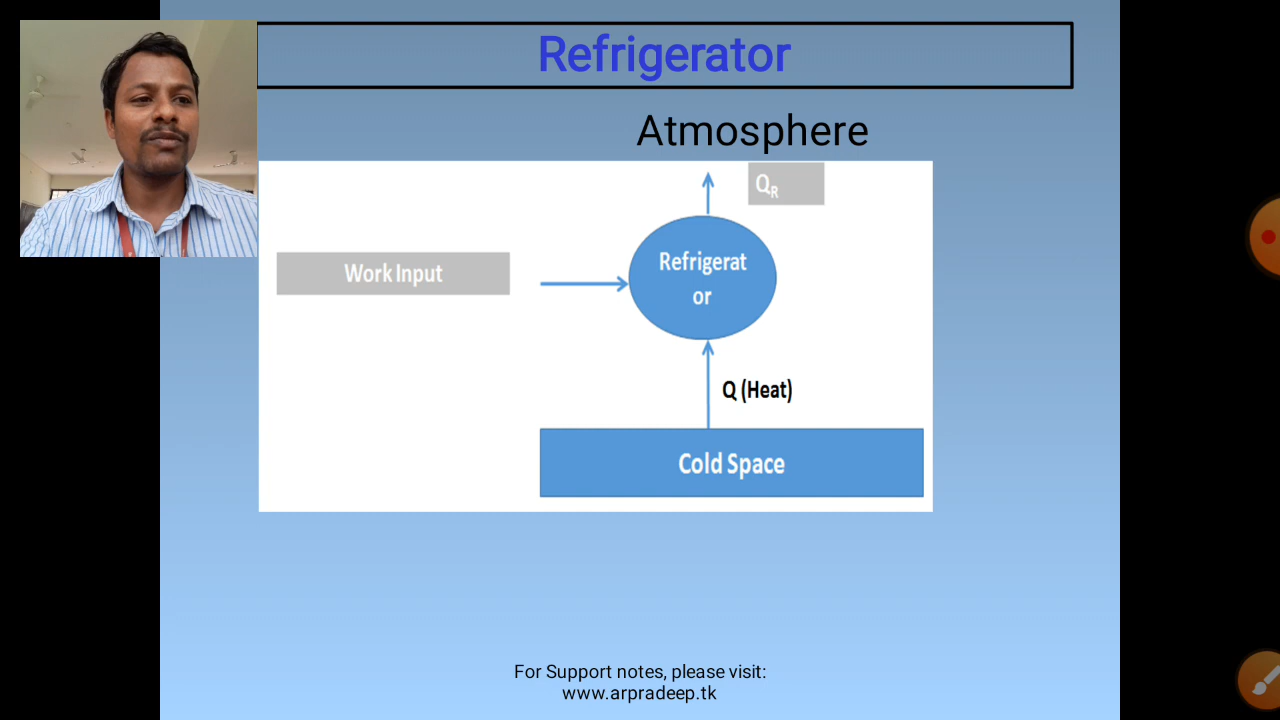 Refrigerator
Atmosphere
QR
Work Input
Refrigerat
or
Q (Heat)
Cold Space
For Support notes, please visit:
www.arpradeep.tk